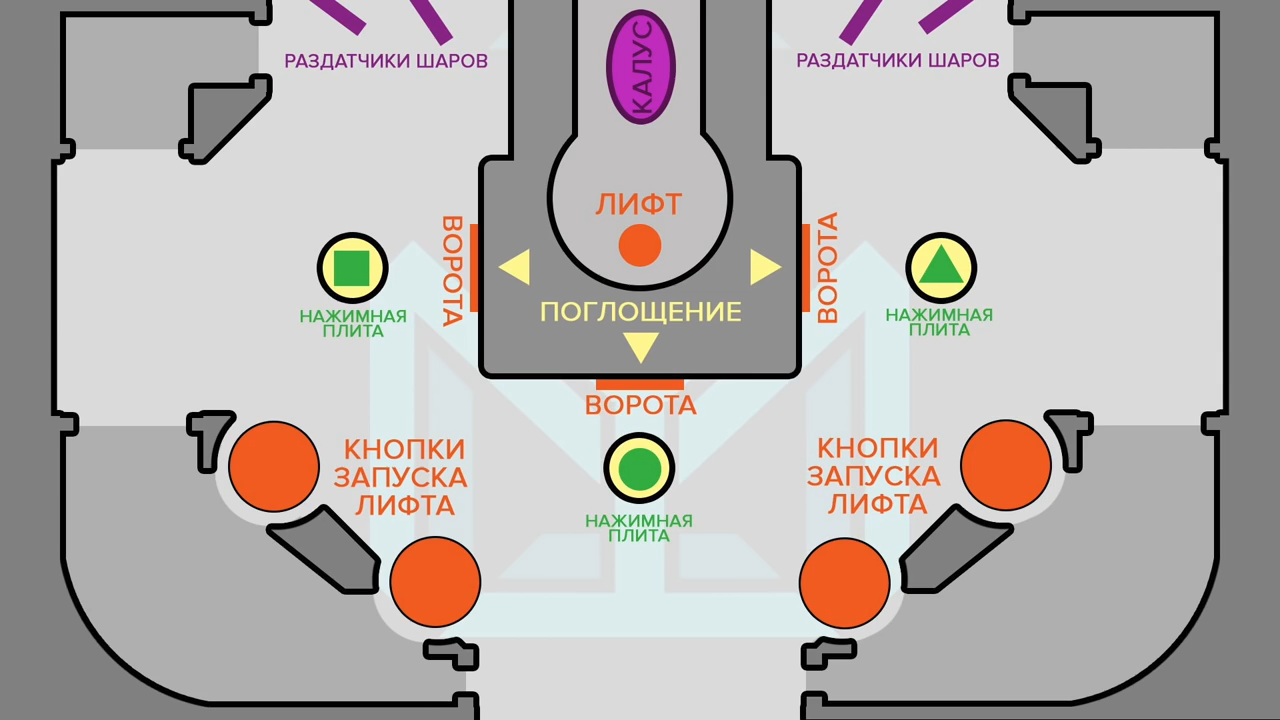 РАЗДАТЧИКИ ШАРОВ
КАЛУС
РАЗДАТЧИКИ ШАРОВ
ЛИФТ
ВОРОТА
ВОРОТА
ПОГЛОЩЕНИЕ
НАЖИМНАЯ
ПЛИТА
НАЖИМНАЯ
ПЛИТА
ВОРОТА
КНОПКИ
ЗАПУСКА
ЛИФТА
КНОПКИ
ЗАПУСКА
ЛИФТА
НАЖИМНАЯ
ПЛИТА